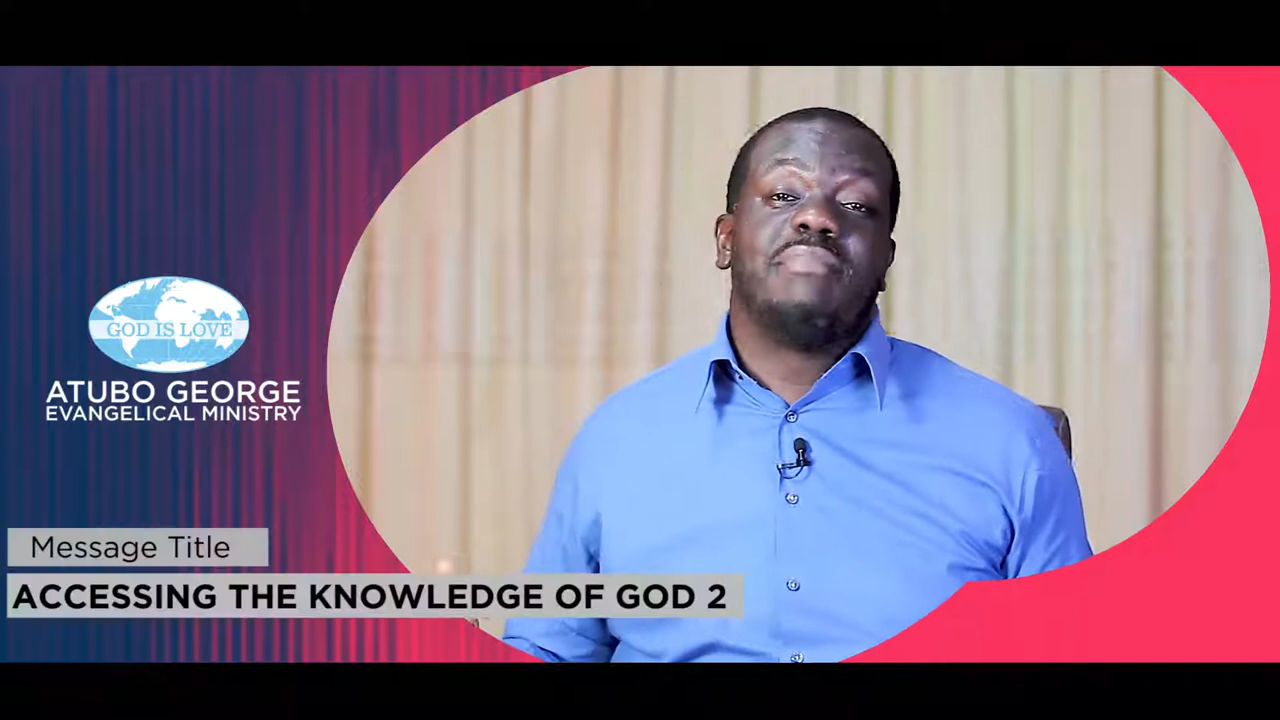 GOD IS LOVE
ATUBO GEORGE
EVANGELICAL MINISTRY
Message Title
ACCESSING THE KNOWLEDGE OF GOD 2